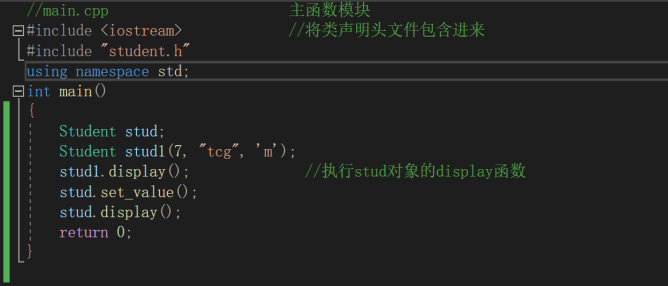 //main.cpp 主函数模块
#include <iostream> //将类声明头文件包含进来
#include "student.h"
using namespace std;
int main()
{
Student stud;
Student stud1(7, "tcg", 'm');
stud1.display(); //执行stud对象的display函数
stud.set_value();
stud.display();
return 0;
}